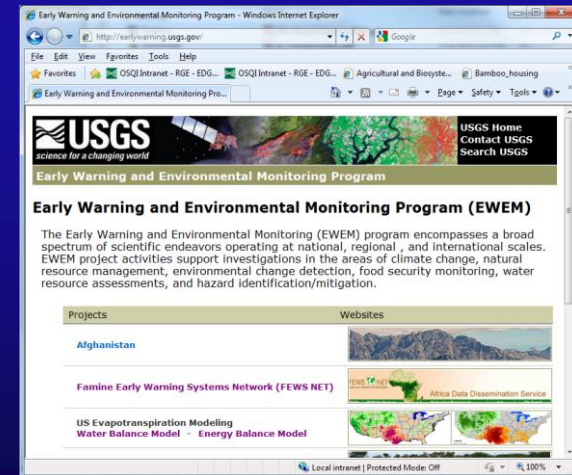 Early Warning and Environmental Monitoring Program - Windows Internet Explorer
http://earlywarning.usgs.gov/
Google
File Edit View Favorites Tools Help
Favorites OSQI Intranet - RGE - EDG... OSQI Intranet - RGE - EDG... Agricultural and Biosyste... Bamboo_housing
Early Warning and Environmental Monitoring Pro... Page Safety Tools
USGS
science for a changing world
USGS Home
Contact USGS
Search USGS
Early Warning and Environmental Monitoring Program
Early Warning and Environmental Monitoring Program (EWEM)
The Early Warning and Environmental Monitoring (EWEM) program encompasses a broad
spectrum of scientific endeavors operating at national, regional , and international scales.
EWEM project activities support investigations in the areas of climate change, natural
resource management, environmental change detection, food security monitoring, water
resource assessments, and hazard identification/mitigation.
Projects Websites
Afghanistan
Famine Early Warning Systems Network (FEWS NET)
FEWS NET
Africa Data Dissemination Service
US Evapotranspiration Modeling
Water Balance Model - Energy Balance Model
Local intranet | Protected Mode: Off 100%